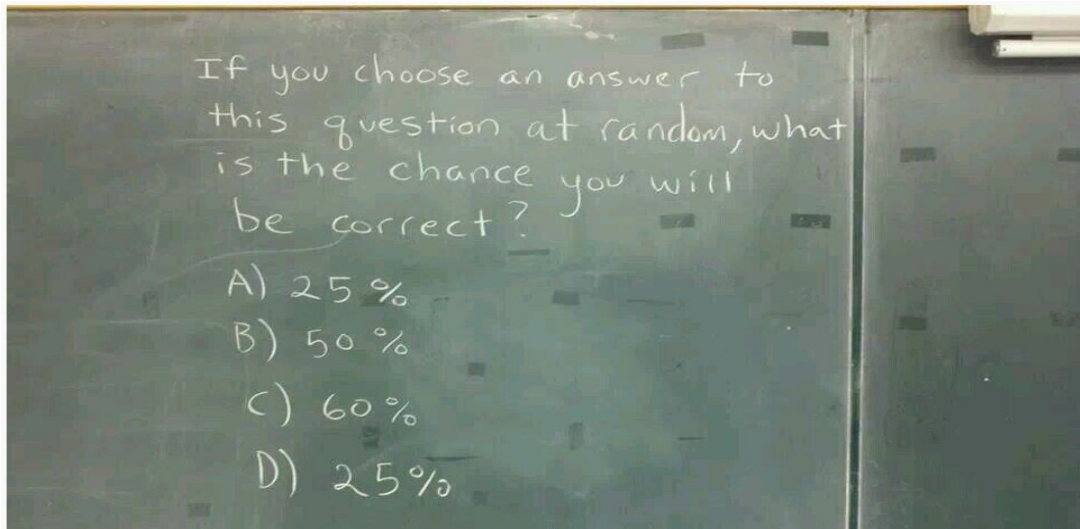 If you choose an answer to
this question at random, what
is the chance you will
be correct?
A) 25%
B) 50%
C) 60%
D) 25%